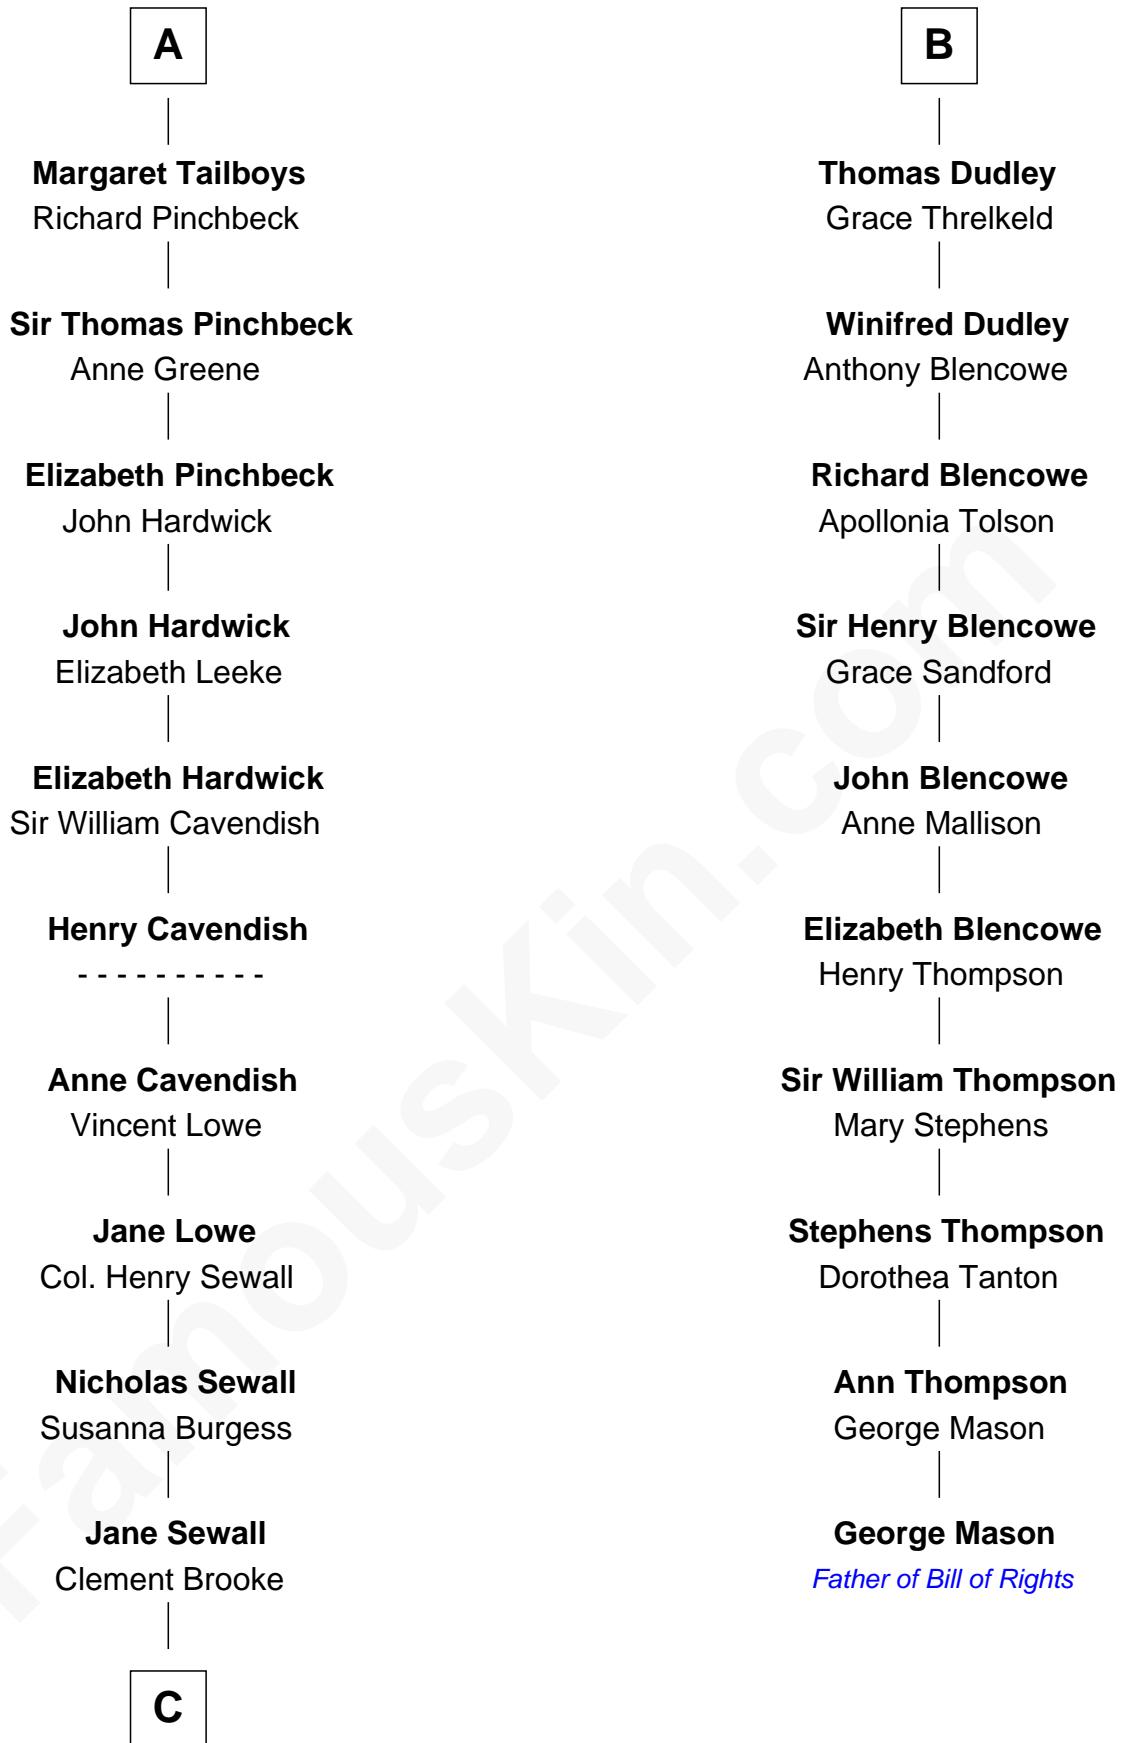 A
Margaret Tailboys
Richard Pinchbeck
Sir Thomas Pinchbeck
Anne Greene
Elizabeth Pinchbeck
John Hardwick
John Hardwick
Elizabeth Leeke
Elizabeth Hardwick
Sir William Cavendish
Henry Cavendish
- - - - - - - - - -
Anne Cavendish
Vincent Lowe
Jane Lowe
Col. Henry Sewall
Nicholas Sewall
Susanna Burgess
Jane Sewall
Clement Brooke
C
B
Thomas Dudley
Grace Threlkeld
Winifred Dudley
Anthony Blencowe
Richard Blencowe
Apollonia Tolson
Sir Henry Blencowe
Grace Sandford
John Blencowe
Anne Mallison
Elizabeth Blencowe
Henry Thompson
Sir William Thompson
Mary Stephens
Stephens Thompson
Dorothea Tanton
Ann Thompson
George Mason
George Mason
Father of Bill of Rights
FamousKin.com